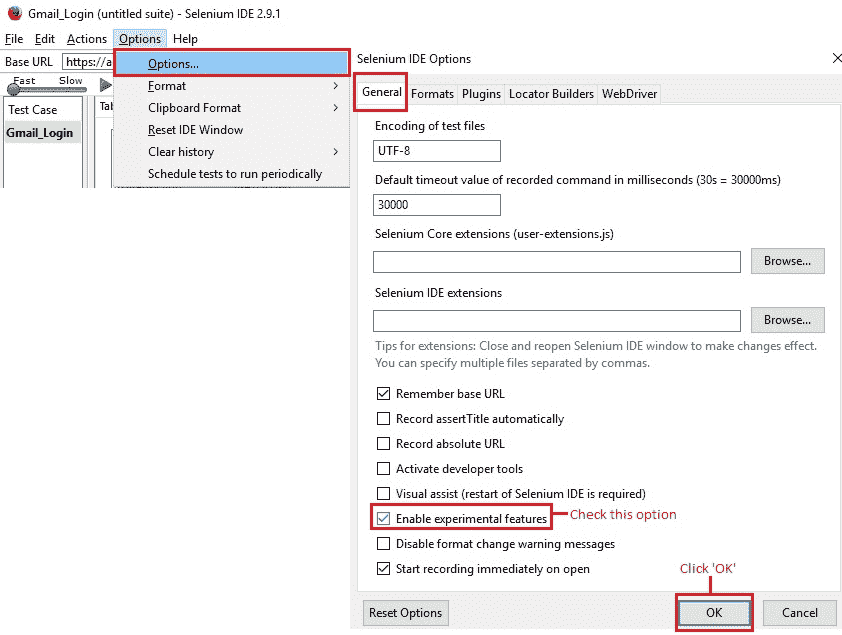 Gmail_Login (untitled suite) - Selenium IDE 2.9.1
File Edit Actions Options Help
Base URL https://a
Fast Slow
Test Case
Gmail_Login
Tab
Options...
Format
Clipboard Format
Reset IDE Window
Clear history
Schedule tests to run periodically
Selenium IDE Options
General Formats Plugins Locator Builders WebDriver
Encoding of test files
UTF-8
Default timeout value of recorded command in milliseconds (30s = 30000ms)
30000
Selenium Core extensions (user-extensions.js)
Browse...
Selenium IDE extensions
Browse...
Tips for extensions: Close and reopen Selenium IDE window to make changes effect.
You can specify multiple files separated by commas.
Remember base URL
Record assertTitle automatically
Record absolute URL
Activate developer tools
Visual assist (restart of Selenium IDE is required)
Enable experimental features
Check this option
Disable format change warning messages
Start recording immediately on open
Click 'OK'
Reset Options OK Cancel